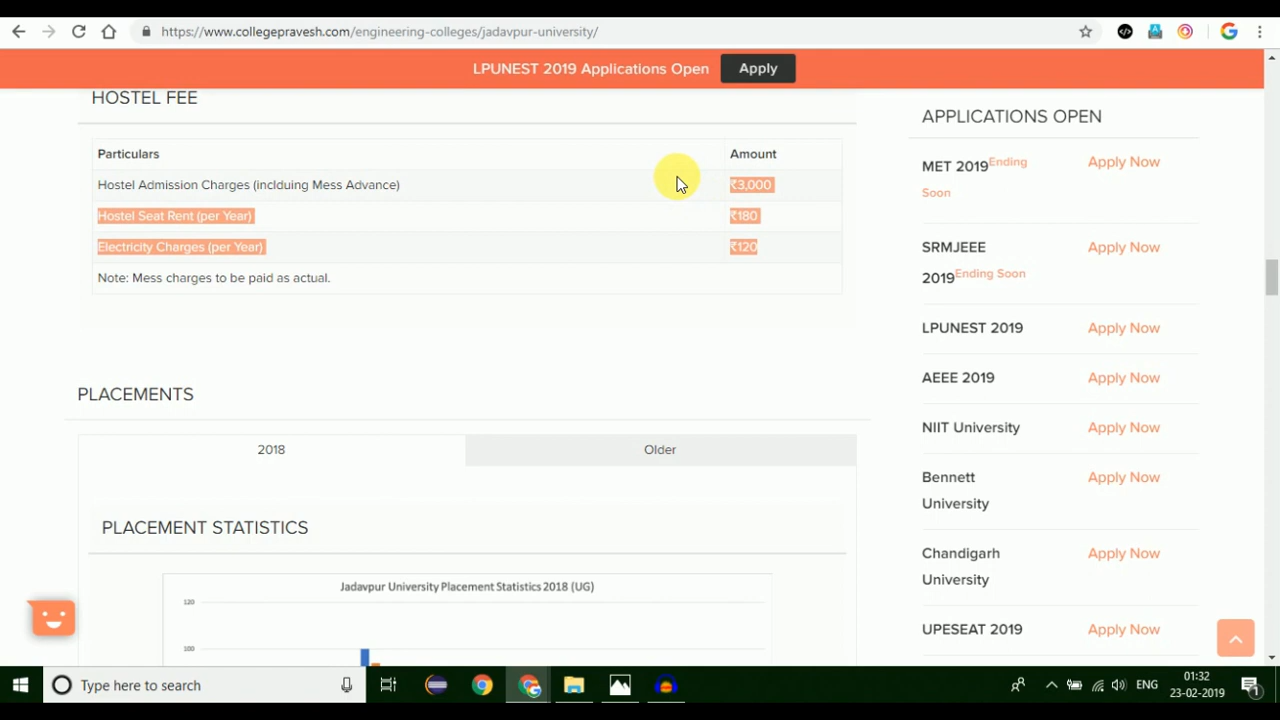 https://www.collegepravesh.com/engineering-colleges/jadavpur-university/
LPUNEST 2019 Applications Open Apply
HOSTEL FEE
Particulars Amount
Hostel Admission Charges (inclduing Mess Advance) ₹3,000
Hostel Seat Rent (per Year) ₹180
Electricity Charges (per Year) ₹120
Note: Mess charges to be paid as actual.
PLACEMENTS
2018 Older
PLACEMENT STATISTICS
Jadavpur University Placement Statistics 2018 (UG)
120
100
APPLICATIONS OPEN
MET 2019 Ending Apply Now
Soon
SRMJEEE Apply Now
2019 Ending Soon
LPUNEST 2019 Apply Now
AEEE 2019 Apply Now
NIIT University Apply Now
Bennett Apply Now
University
Chandigarh Apply Now
University
UPESEAT 2019 Apply Now
Type here to search
ENG
01:32
23-02-2019
1